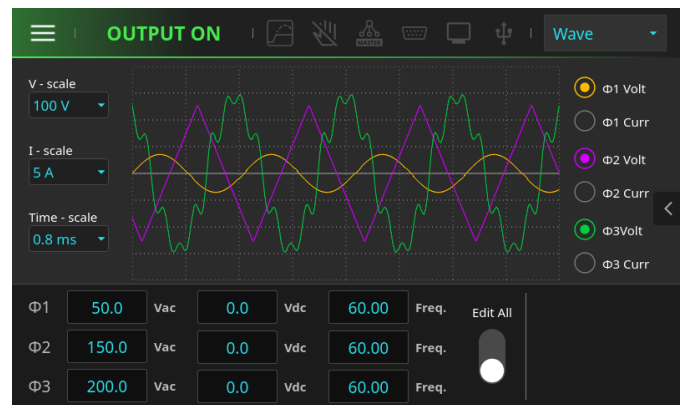 OUTPUT ON
MASTER
Wave
V - scale
100 V
I - scale
5 A
Time - scale
0.8 ms
Φ1 Volt
Φ1 Curr
Φ2 Volt
Φ2 Curr
Φ3Volt
Φ3 Curr
Φ1 50.0 Vac 0.0 Vdc 60.00 Freq.
Φ2 150.0 Vac 0.0 Vdc 60.00 Freq.
Φ3 200.0 Vac 0.0 Vdc 60.00 Freq.
Edit All